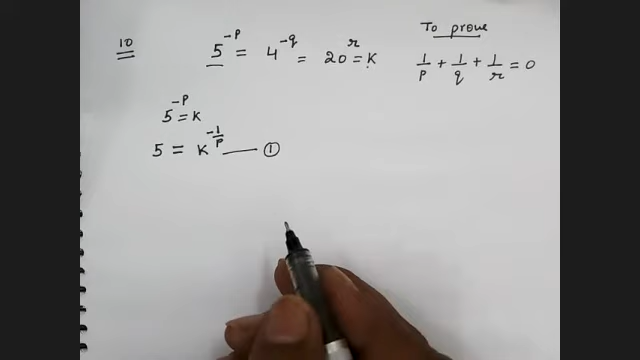 To prove
10 5^{-p} = 4^{-q} = 20^{r} = K 1/p + 1/q + 1/r = 0
5^{-p} = K
5 = K^{-1/p} —— ①